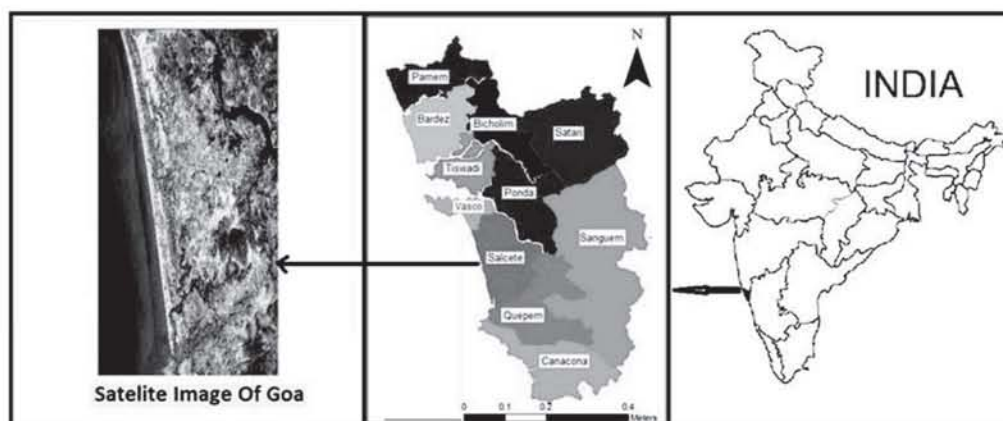 Satelite Image Of Goa
N
Pamem
Bardez
Bicholim
Satari
Tiswadi
Ponda
Vasco
Sanguem
Salcete
Quepem
Canacona
0 0.1 0.2 0.4
Meters
INDIA